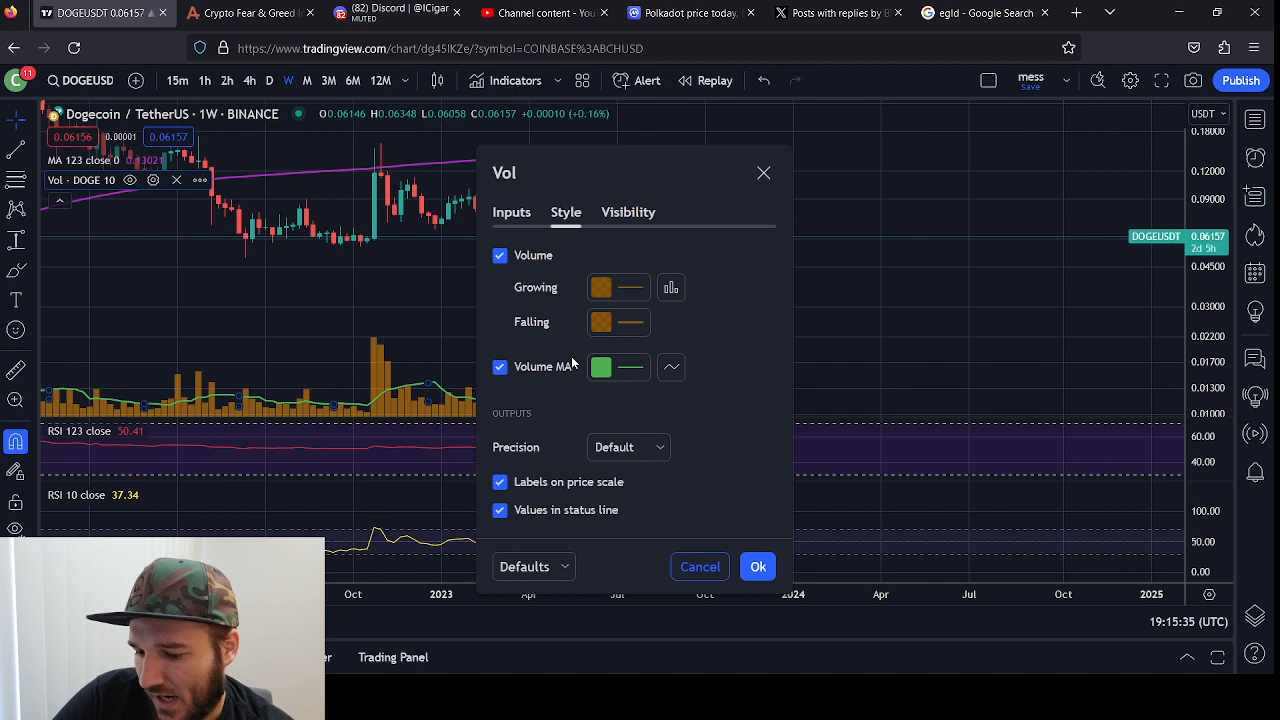 DOGEUSD 0.06157
Crypto Fear & Greed In
(82) Discord | @ICigar
MUTED
Channel content - YouTu
Polkadot price today, D
Posts with replies by B
egld - Google Search
https://www.tradingview.com/chart/dg45lKZe/?symbol=COINBASE%3ABCHUSD
C
11
DOGEUSD
15m
1h
2h
4h
D
W
M
3M
6M
12M
Indicators
Alert
Replay
mess
Save
Publish
Dogecoin / TetherUS · 1W · BINANCE
O0.06146 H0.06348 L0.06058 C0.06157 +0.00010 (+0.16%)
USDT
0.06156
0.00001
0.06157
MA 123 close 0 0.13021
Vol · DOGE 10
0.18000
0.12000
0.09000
DOGEUSDT
0.06157
2d 5h
0.04500
0.03000
0.02200
0.01700
0.01300
0.01000
Vol
Inputs
Style
Visibility
Volume
Growing
Falling
Volume MA
OUTPUTS
Precision
Default
Labels on price scale
Values in status line
Defaults
Cancel
Ok
RSI 123 close 50.41
60.00
40.00
RSI 10 close 37.34
100.00
50.00
0.00
Oct
2023
Apr
Jul
Oct
2024
Apr
Jul
Oct
2025
19:15:35 (UTC)
Trading Panel